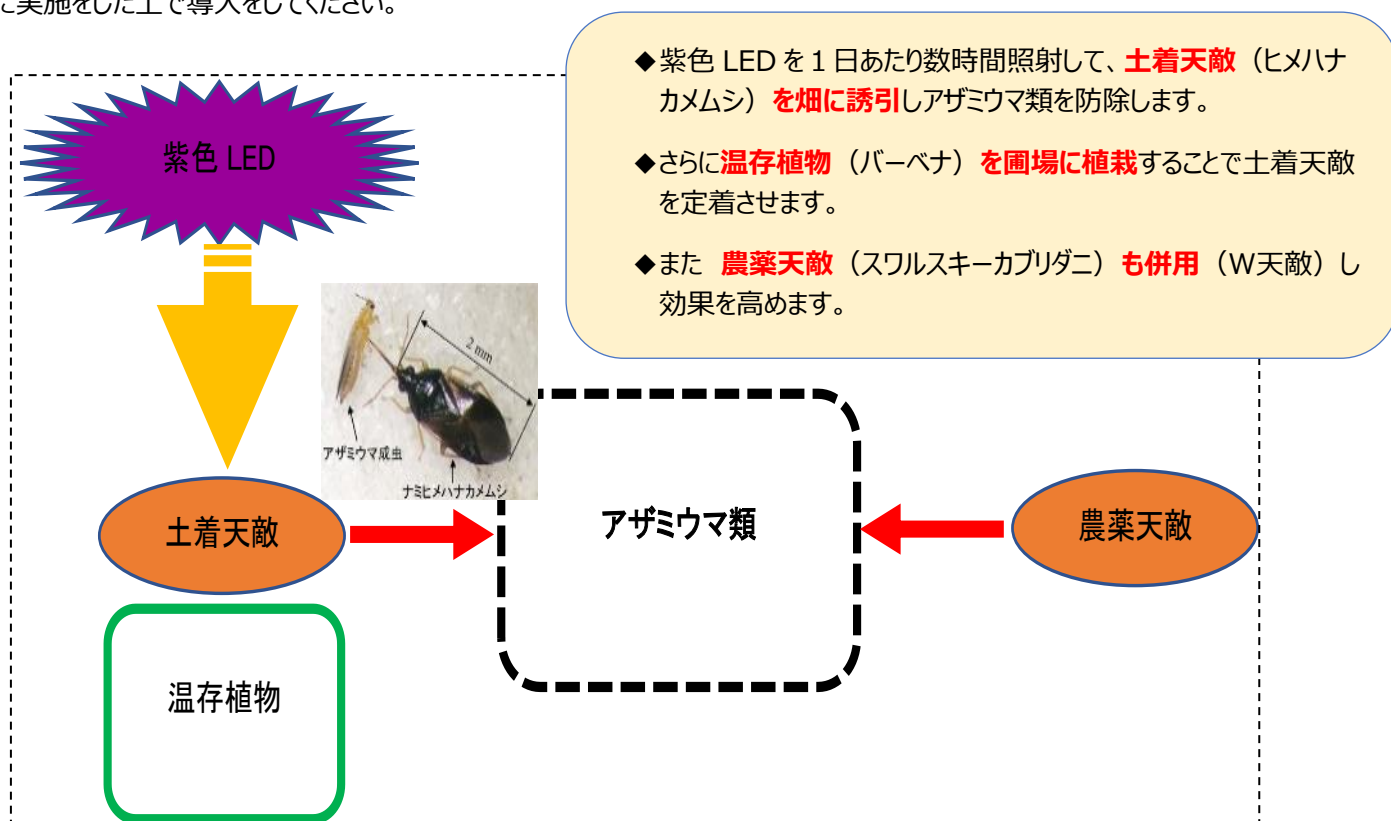 に実施をした上で導入をしてください。
◆紫色 LED を１日あたり数時間照射して、土着天敵（ヒメハナ
カメムシ）を畑に誘引しアザミウマ類を防除します。
◆さらに温存植物（バーベナ）を圃場に植栽することで土着天敵
を定着させます。
◆また 農薬天敵（スワルスキーカブリダニ）も併用（W天敵）し
効果を高めます。
紫色 LED
2 mm
アザミウマ成虫
ナミヒメハナカメムシ
土着天敵
アザミウマ類
農薬天敵
温存植物